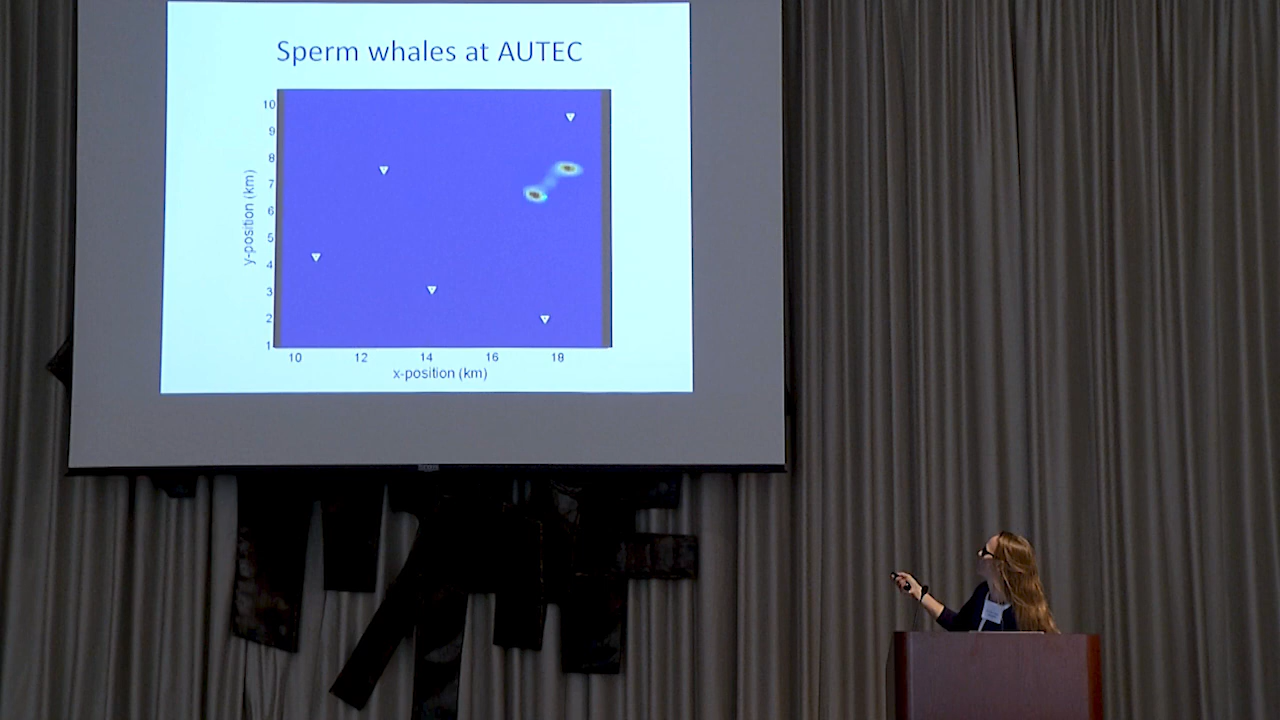 Sperm whales at AUTEC
10
9
8
7
6
5
4
3
2
1
y-position (km)
10 12 14 16 18
x-position (km)